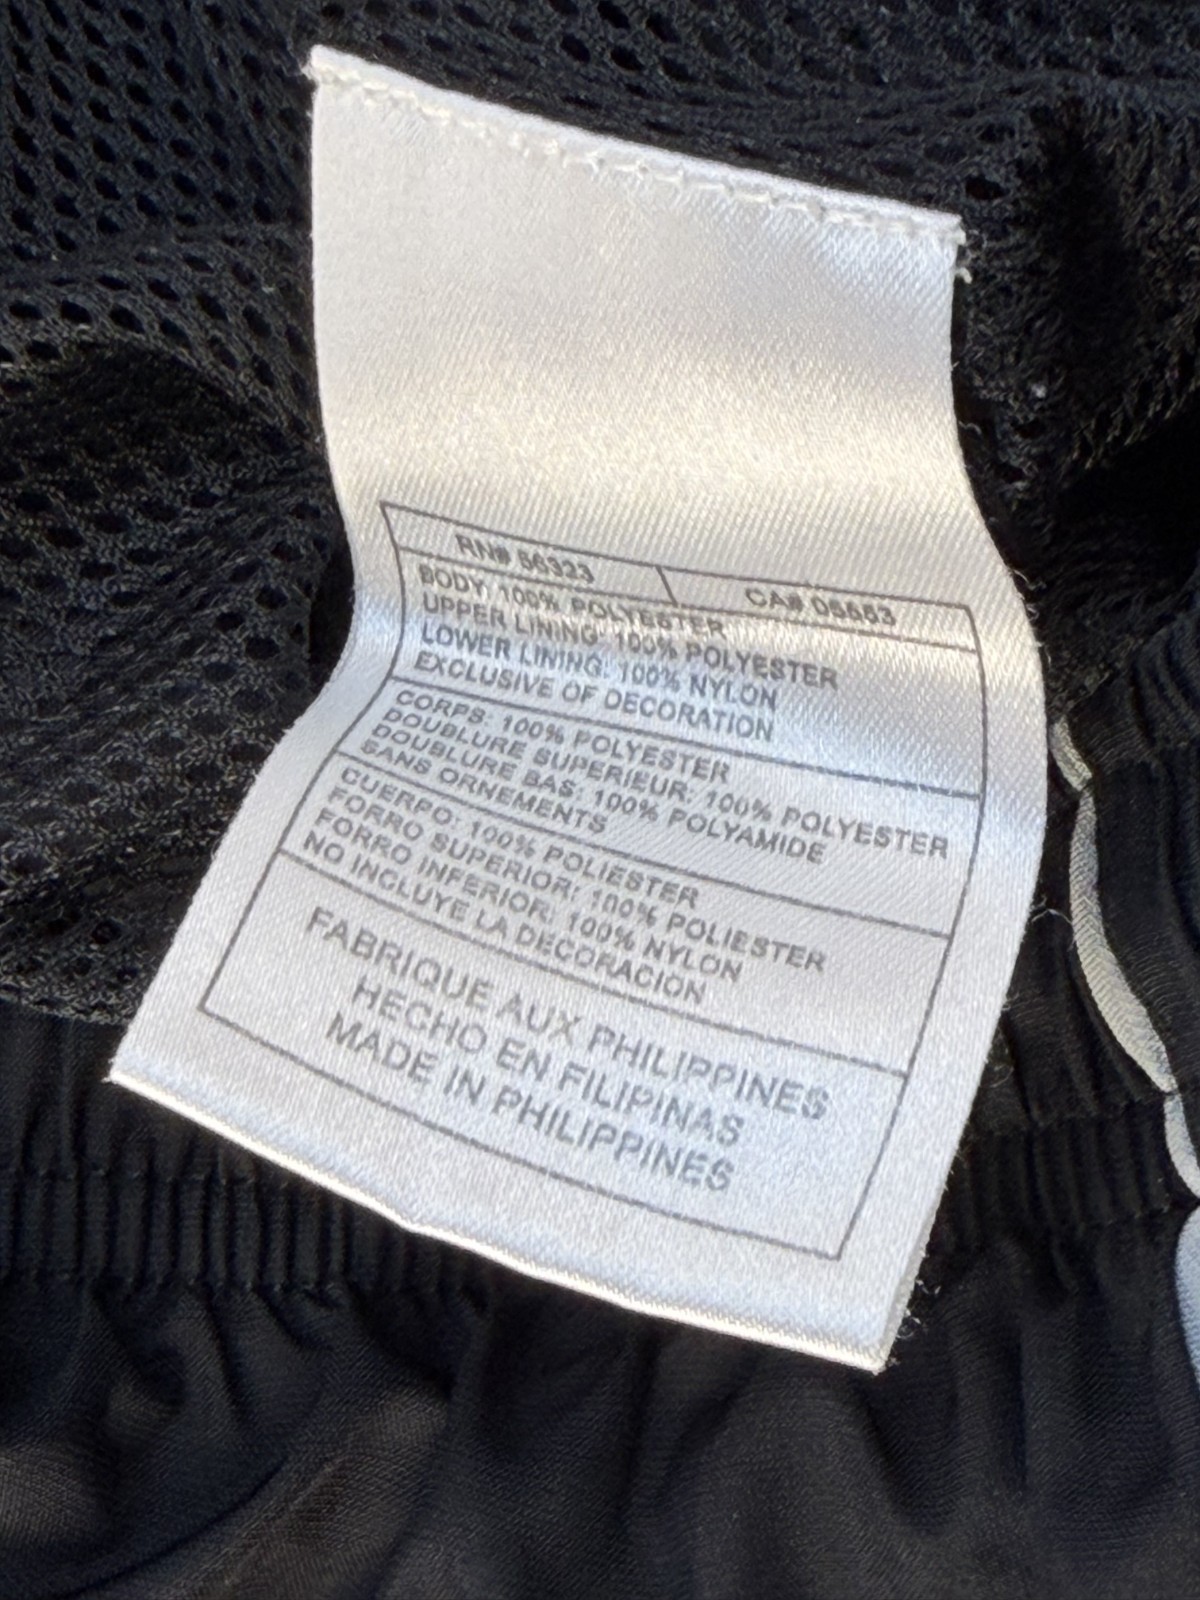 RN# 56323 CA# 05553
BODY: 100% POLYESTER
UPPER LINING: 100% POLYESTER
LOWER LINING: 100% NYLON
EXCLUSIVE OF DECORATION
CORPS: 100% POLYESTER
DOUBLURE SUPERIEUR: 100% POLYESTER
DOUBLURE BAS: 100% POLYAMIDE
SANS ORNEMENTS
CUERPO: 100% POLIESTER
FORRO SUPERIOR: 100% POLIESTER
FORRO INFERIOR: 100% NYLON
NO INCLUYE LA DECORACION
FABRIQUE AUX PHILIPPINES
HECHO EN FILIPINAS
MADE IN PHILIPPINES